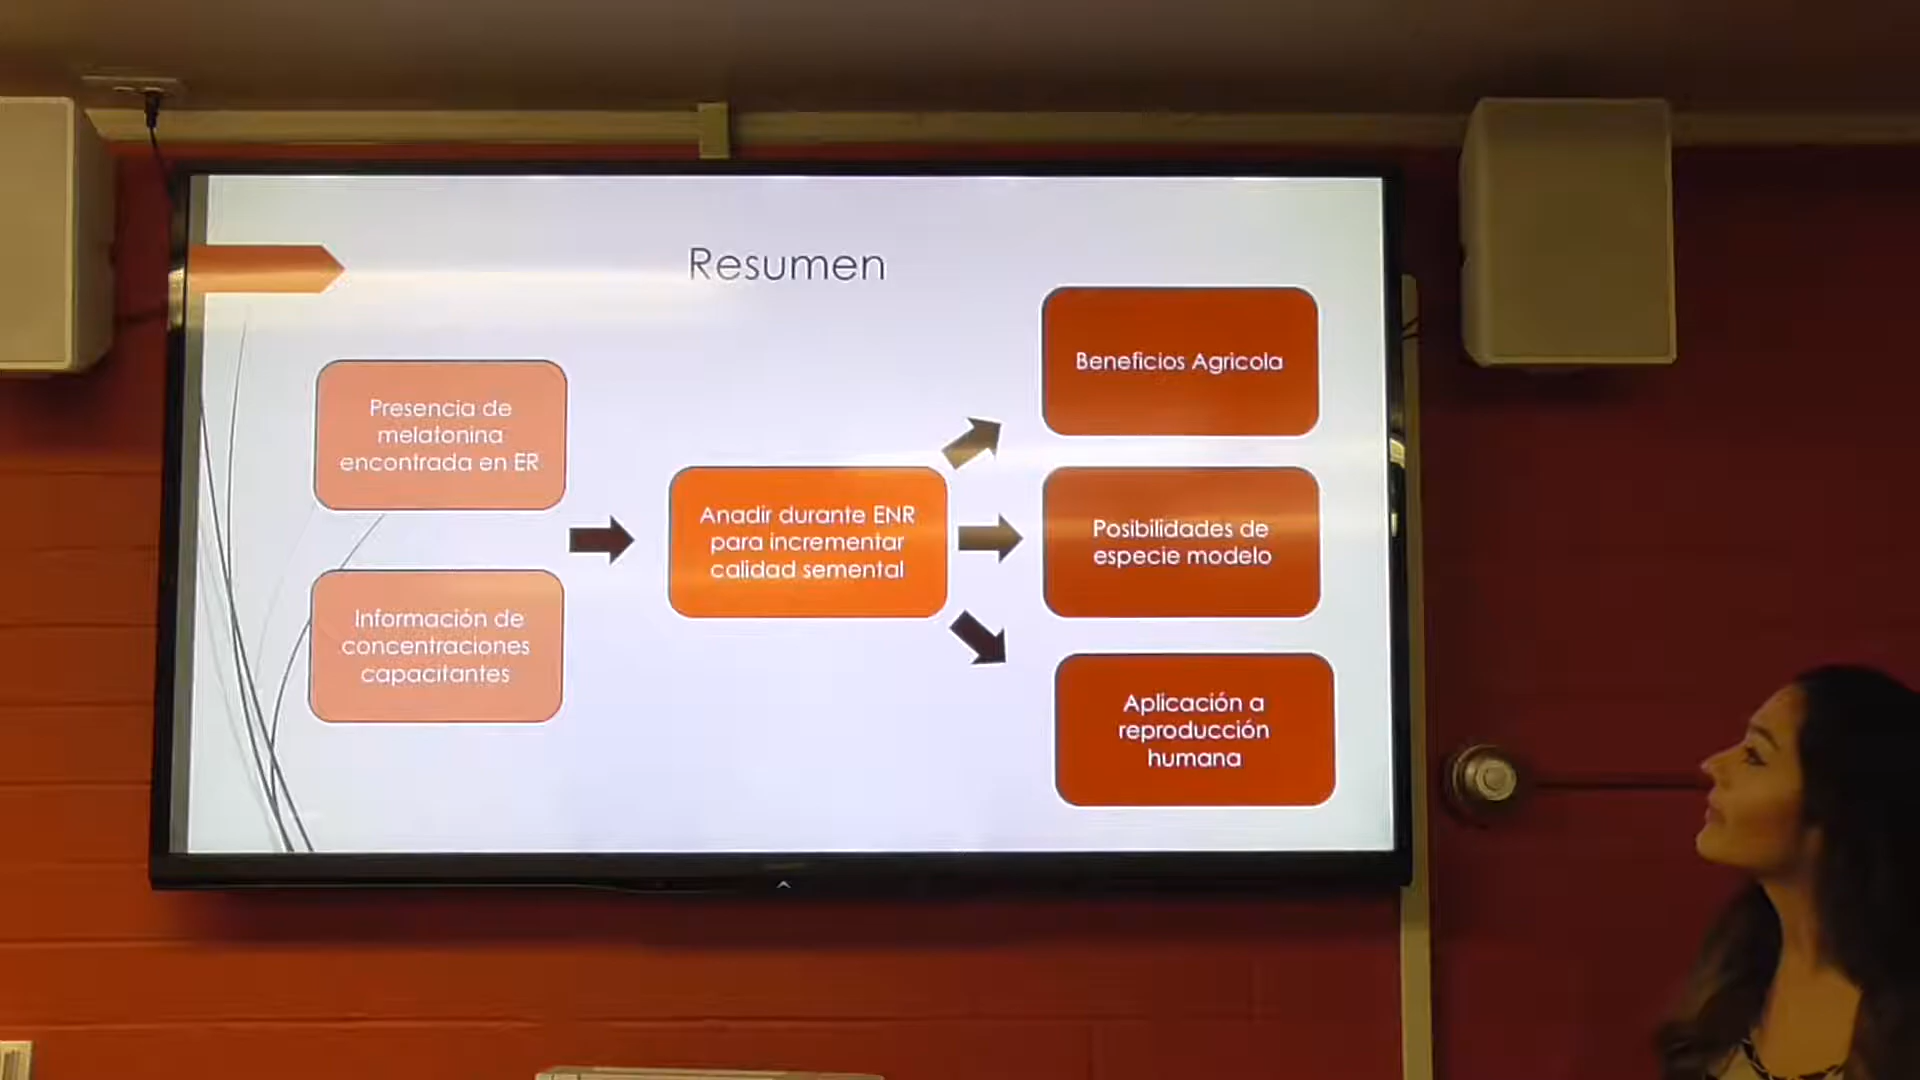 Resumen
Presencia de
melatonina
encontrada en ER
Información de
concentraciones
capacitantes
Anadir durante ENR
para incrementar
calidad semental
Beneficios Agricola
Posibilidades de
especie modelo
Aplicación a
reproducción
humana